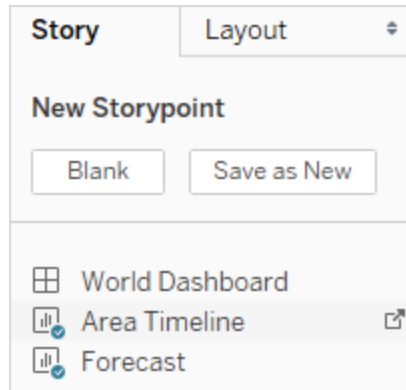 Story Layout
New Storypoint
Blank Save as New
World Dashboard
Area Timeline
Forecast